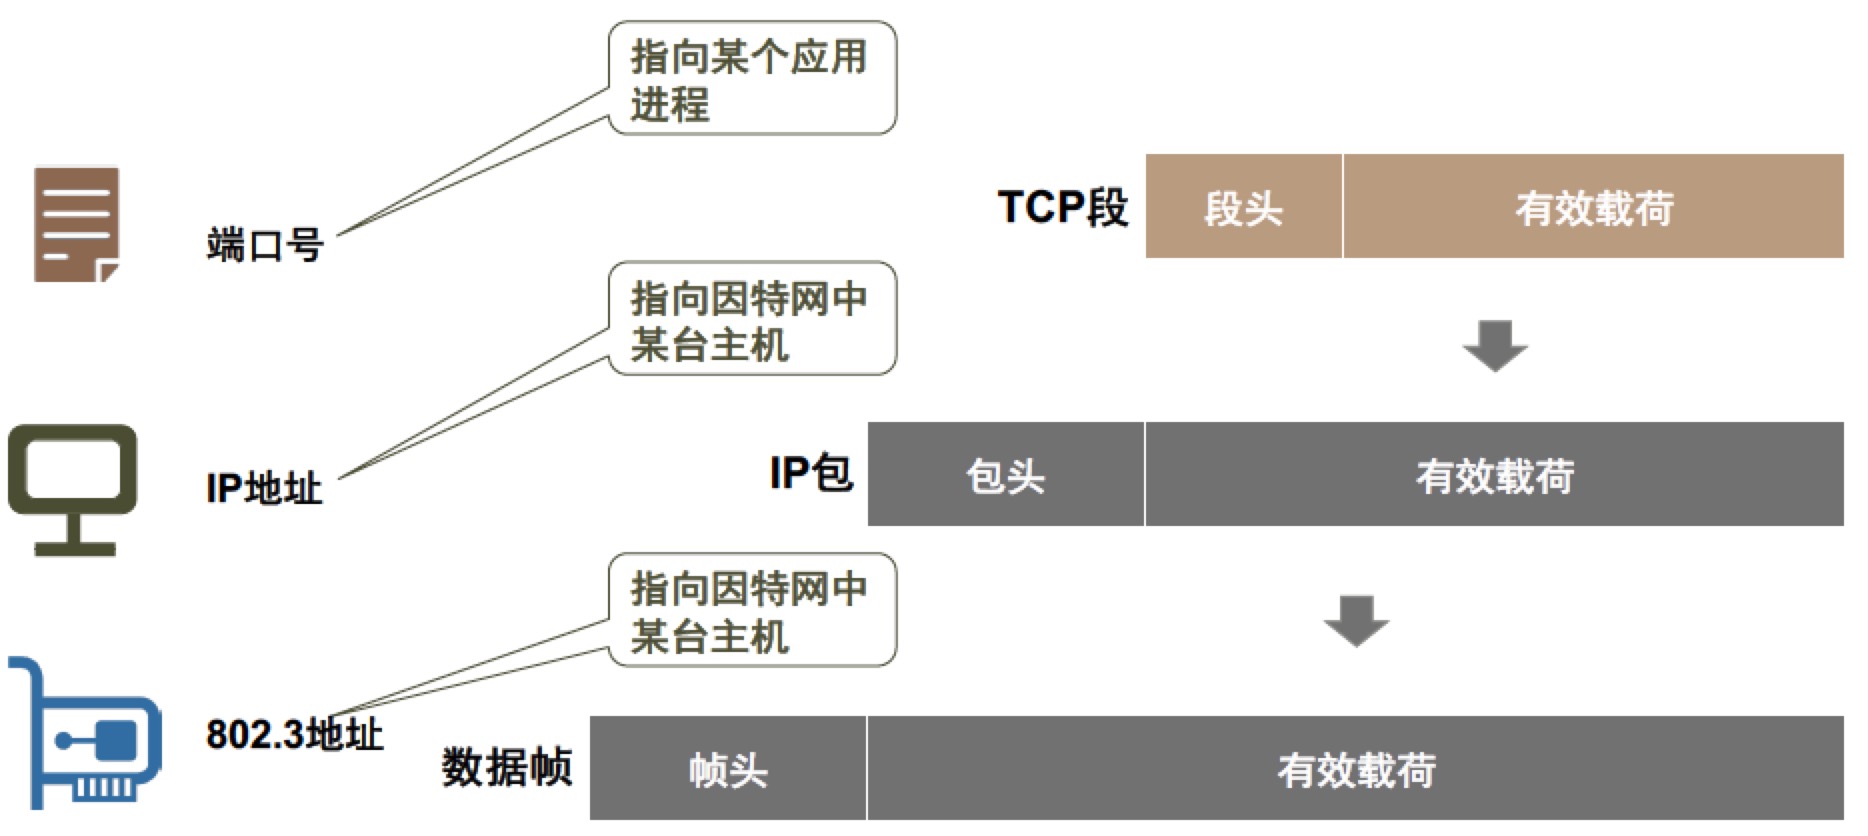 指向某个应用
进程
端口号
TCP段
段头
有效载荷
指向因特网中
某台主机
IP地址
IP包
包头
有效载荷
指向因特网中
某台主机
802.3地址
数据帧
帧头
有效载荷